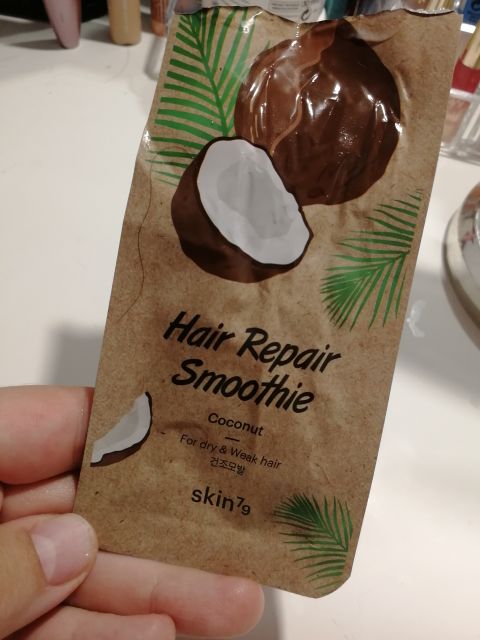 Hair Repair
Smoothie
Coconut
For dry & Weak hair
건조모발
skin79